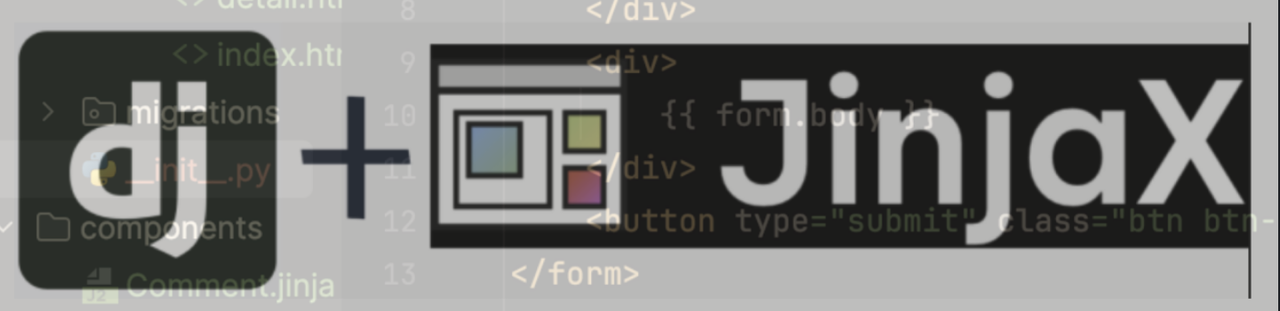 detail.htm
8 </div>
index.htr
9 <div>
migrations
10 {{ form.body }}
__init__.py
11 </div>
components
12 <button type="submit" class="btn btn-
Comment.jinja
13 </form>
dj + JinjaX